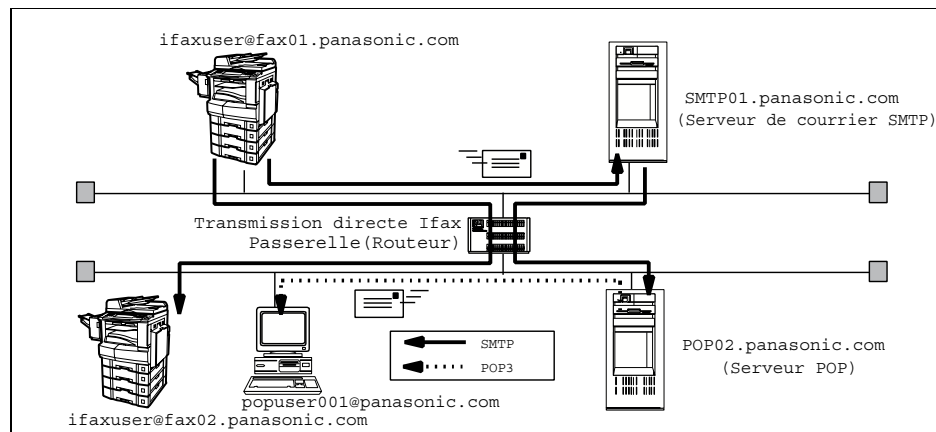 ifaxuser@fax01.panasonic.com
SMTP01.panasonic.com
(Serveur de courrier SMTP)
Transmission directe Ifax
Passerelle(Routeur)
SMTP
POP3
POP02.panasonic.com
(Serveur POP)
popuser001@panasonic.com
ifaxuser@fax02.panasonic.com